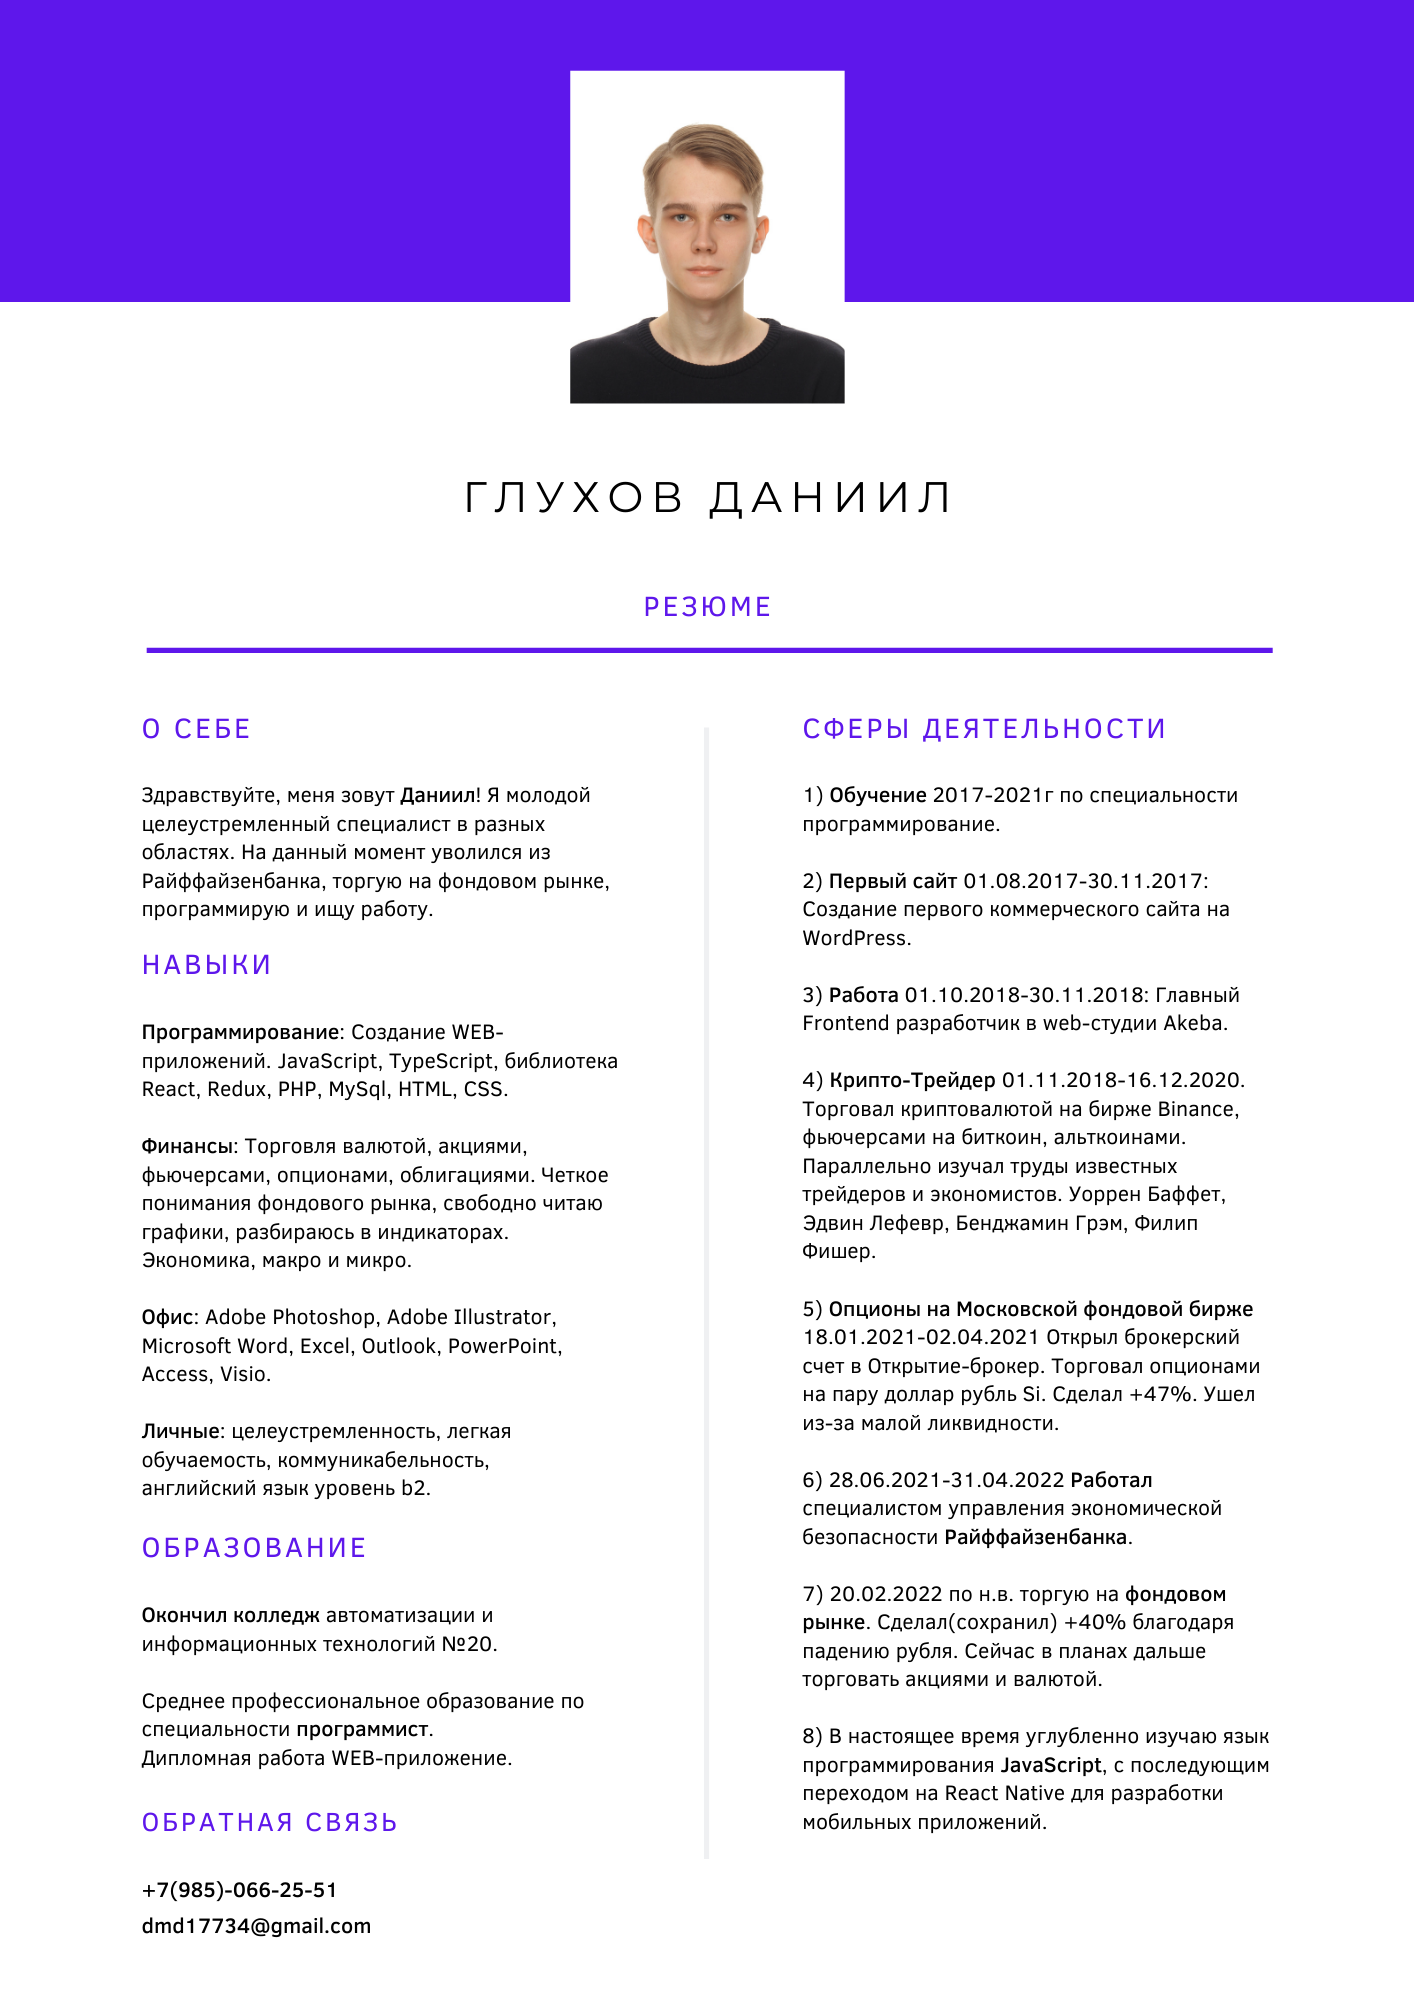 ГЛУХОВ ДАНИИЛ
РЕЗЮМЕ
О СЕБЕ
Здравствуйте, меня зовут Даниил! Я молодой
целеустремленный специалист в разных
областях. На данный момент уволился из
Райффайзенбанка, торгую на фондовом рынке,
программирую и ищу работу.
НАВЫКИ
Программирование: Создание WEB-
приложений. JavaScript, TypeScript, библиотека
React, Redux, PHP, MySql, HTML, CSS.
Финансы: Торговля валютой, акциями,
фьючерсами, опционами, облигациями. Четкое
понимания фондового рынка, свободно читаю
графики, разбираюсь в индикаторах.
Экономика, макро и микро.
Офис: Adobe Photoshop, Adobe Illustrator,
Microsoft Word, Excel, Outlook, PowerPoint,
Access, Visio.
Личные: целеустремленность, легкая
обучаемость, коммуникабельность,
английский язык уровень b2.
ОБРАЗОВАНИЕ
Окончил колледж автоматизации и
информационных технологий №20.
Среднее профессиональное образование по
специальности программист.
Дипломная работа WEB-приложение.
ОБРАТНАЯ СВЯЗЬ
+7(985)-066-25-51
dmd17734@gmail.com
СФЕРЫ ДЕЯТЕЛЬНОСТИ
1) Обучение 2017-2021г по специальности
программирование.
2) Первый сайт 01.08.2017-30.11.2017:
Создание первого коммерческого сайта на
WordPress.
3) Работа 01.10.2018-30.11.2018: Главный
Frontend разработчик в web-студии Akeba.
4) Крипто-Трейдер 01.11.2018-16.12.2020.
Торговал криптовалютой на бирже Binance,
фьючерсами на биткоин, альткоинами.
Параллельно изучал труды известных
трейдеров и экономистов. Уоррен Баффет,
Эдвин Лефевр, Бенджамин Грэм, Филип
Фишер.
5) Опционы на Московской фондовой бирже
18.01.2021-02.04.2021 Открыл брокерский
счет в Открытие-брокер. Торговал опционами
на пару доллар рубль Si. Сделал +47%. Ушел
из-за малой ликвидности.
6) 28.06.2021-31.04.2022 Работал
специалистом управления экономической
безопасности Райффайзенбанка.
7) 20.02.2022 по н.в. торгую на фондовом
рынке. Сделал(сохранил) +40% благодаря
падению рубля. Сейчас в планах дальше
торговать акциями и валютой.
8) В настоящее время углубленно изучаю язык
программирования JavaScript, с последующим
переходом на React Native для разработки
мобильных приложений.